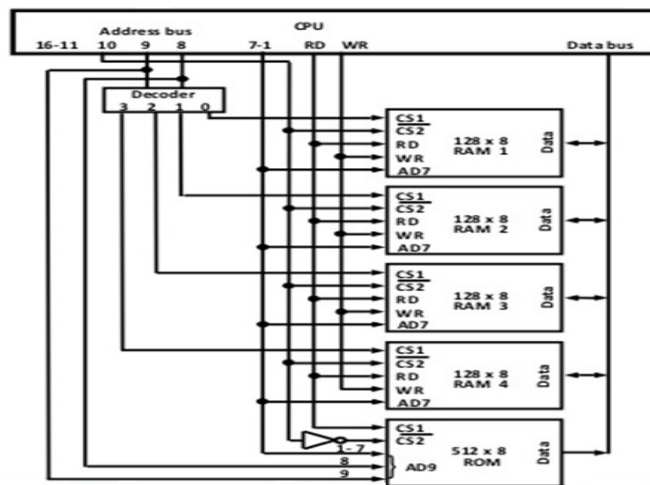 CPU
Address bus
16-11 10 9 8 7-1 RD WR Data bus
Decoder
3 2 1 0
CS1
CS2
RD
WR
AD7
128 x 8
RAM 1
Data
CS1
CS2
RD
WR
AD7
128 x 8
RAM 2
Data
CS1
CS2
RD
WR
AD7
128 x 8
RAM 3
Data
CS1
CS2
RD
WR
AD7
128 x 8
RAM 4
Data
CS1
CS2
1- 7
8
9
AD9
512 x 8
ROM
Data